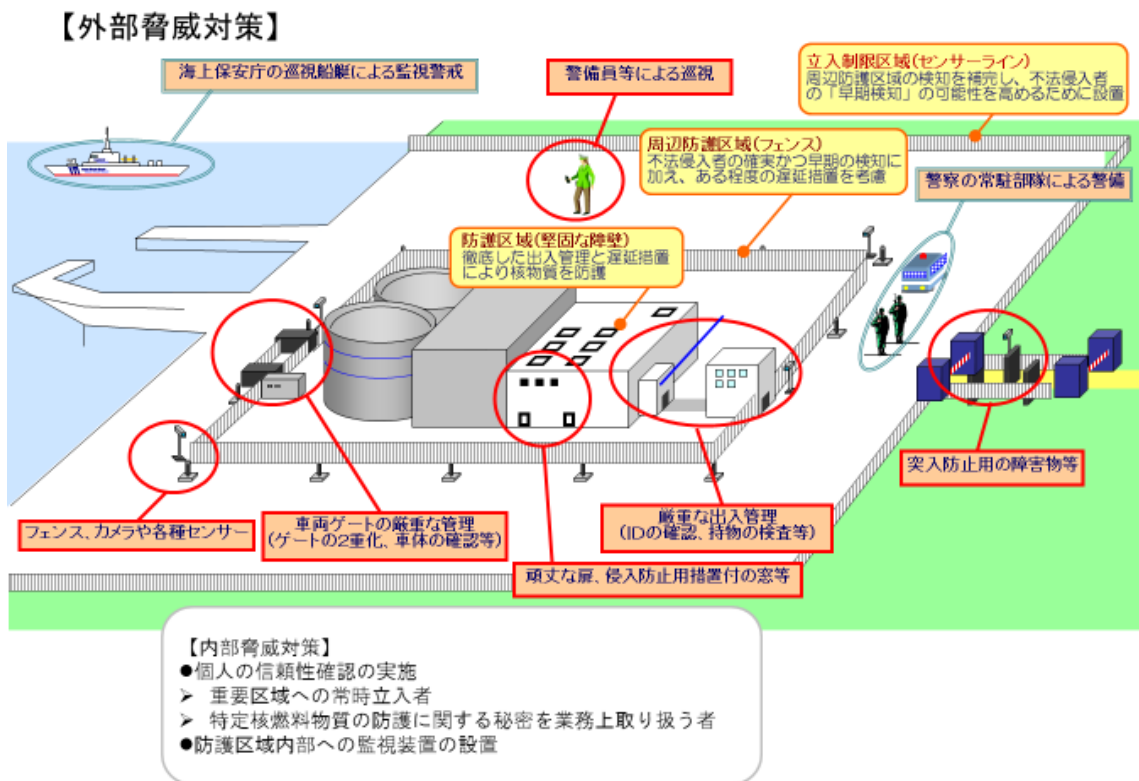 【外部脅威対策】
海上保安庁の巡視船艇による監視警戒
警備員等による巡視
立入制限区域(センサーライン)
周辺防護区域の検知を補完し、不法侵入者
の「早期検知」の可能性を高めるために設置
周辺防護区域(フェンス)
不法侵入者の確実かつ早期の検知に
加え、ある程度の遅延措置を考慮
警察の常駐部隊による警備
防護区域(堅固な障壁)
徹底した出入管理と遅延措置
により核物質を防護
突入防止用の障害物等
フェンス、カメラや各種センサー
車両ゲートの厳重な管理
(ゲートの2重化、車体の確認等)
厳重な出入管理
(IDの確認、持物の検査等)
頑丈な扉、侵入防止用措置付の窓等
【内部脅威対策】
●個人の信頼性確認の実施
➢ 重要区域への常時立入者
➢ 特定核燃料物質の防護に関する秘密を業務上取り扱う者
●防護区域内部への監視装置の設置